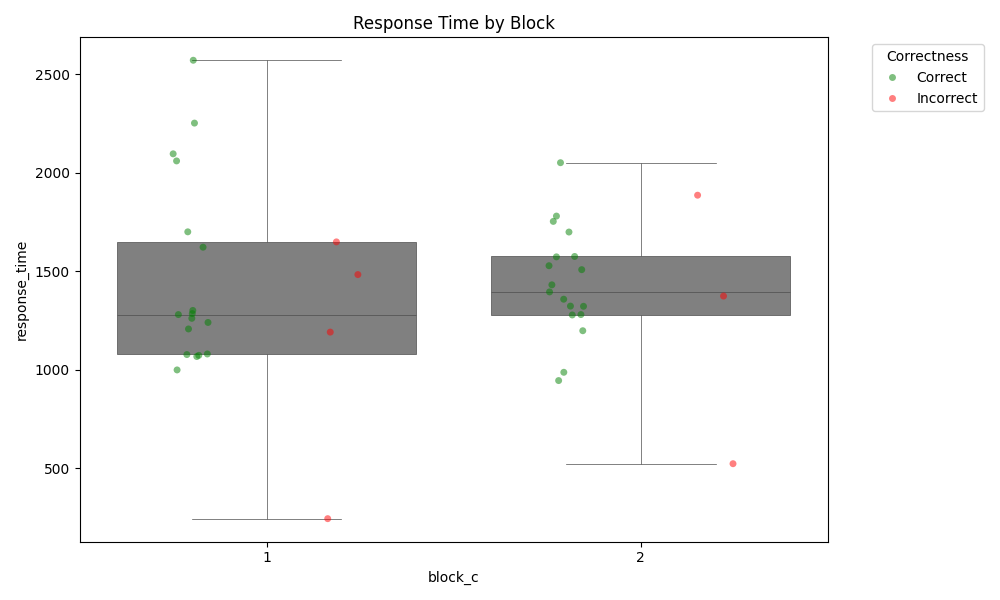 Response Time by Block
Correctness
Correct
Incorrect
2500
2000
1500
1000
500
response_time
1
2
block_c